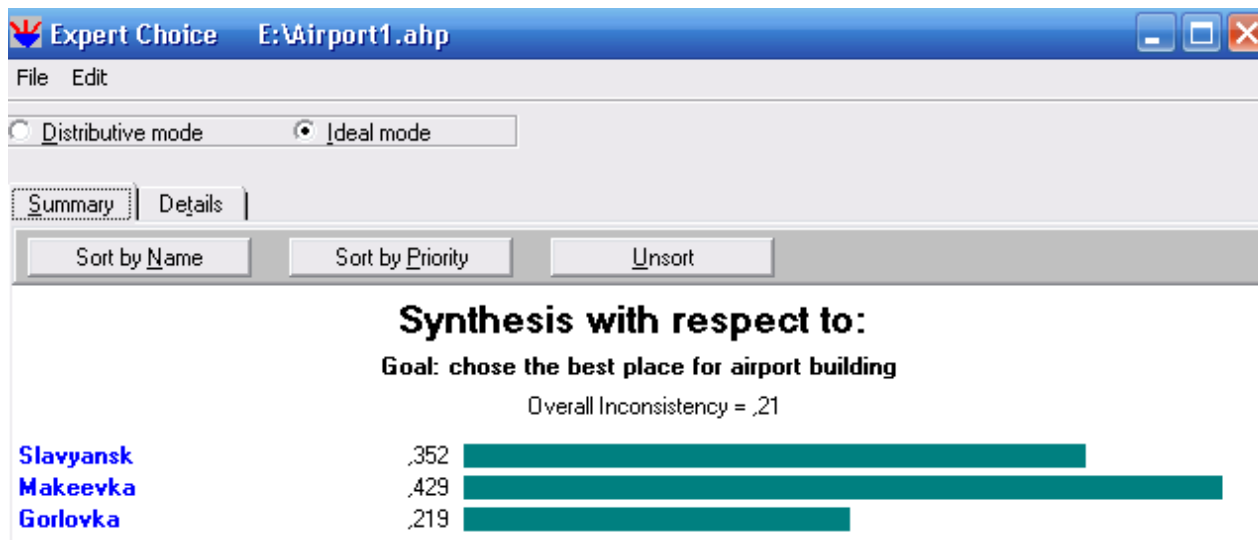 Expert Choice E:\Airport1.ahp
File Edit
Distributive mode Ideal mode
Summary Details
Sort by Name Sort by Priority Unsort
Synthesis with respect to:
Goal: chose the best place for airport building
Overall Inconsistency = ,21
Slavyansk ,352
Makeevka ,429
Gorlovka ,219